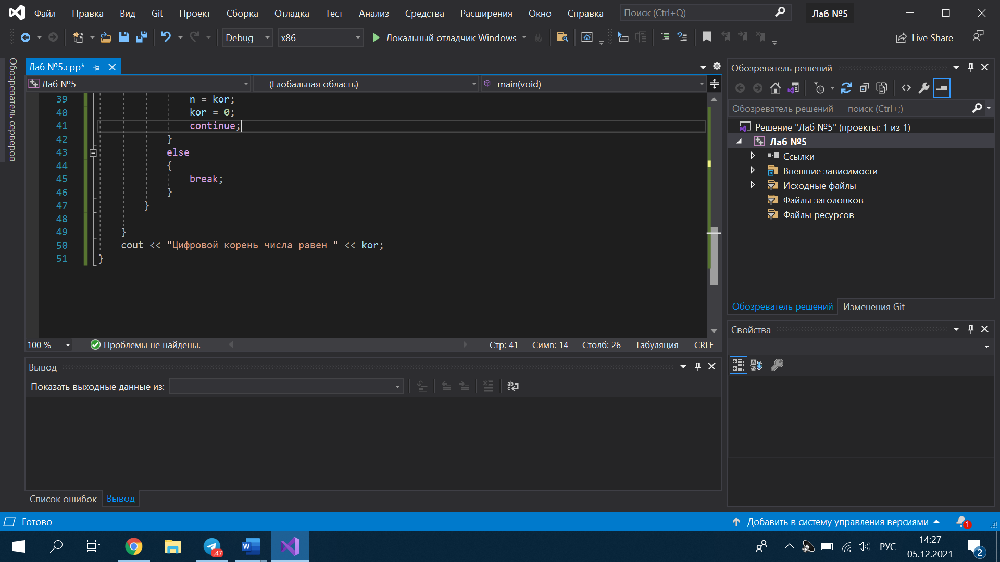 Файл Правка Вид Git Проект Сборка Отладка Тест Анализ Средства Расширения Окно Справка Поиск (Ctrl+Q) Лаб №5
Debug x86 Локальный отладчик Windows Live Share
Обозреватель серверов
Лаб №5.cpp*
Лаб №5 (Глобальная область) main(void)
39 n = kor;
40 kor = 0;
41 continue;
42 }
43 else
44 {
45 break;
46 }
47 }
48
49 }
50 cout << "Цифровой корень числа равен " << kor;
51 }
100 % Проблемы не найдены. Стр: 41 Симв: 14 Столб: 26 Табуляция CRLF
Вывод
Показать выходные данные из:
Список ошибок Вывод
Обозреватель решений
Обозреватель решений — поиск (Ctrl+;)
Решение "Лаб №5" (проекты: 1 из 1)
Лаб №5
Ссылки
Внешние зависимости
Исходные файлы
Файлы заголовков
Файлы ресурсов
Обозреватель решений Изменения Git
Свойства
Готово Добавить в систему управления версиями 1
..47 W РУС 14:27
05.12.2021 2